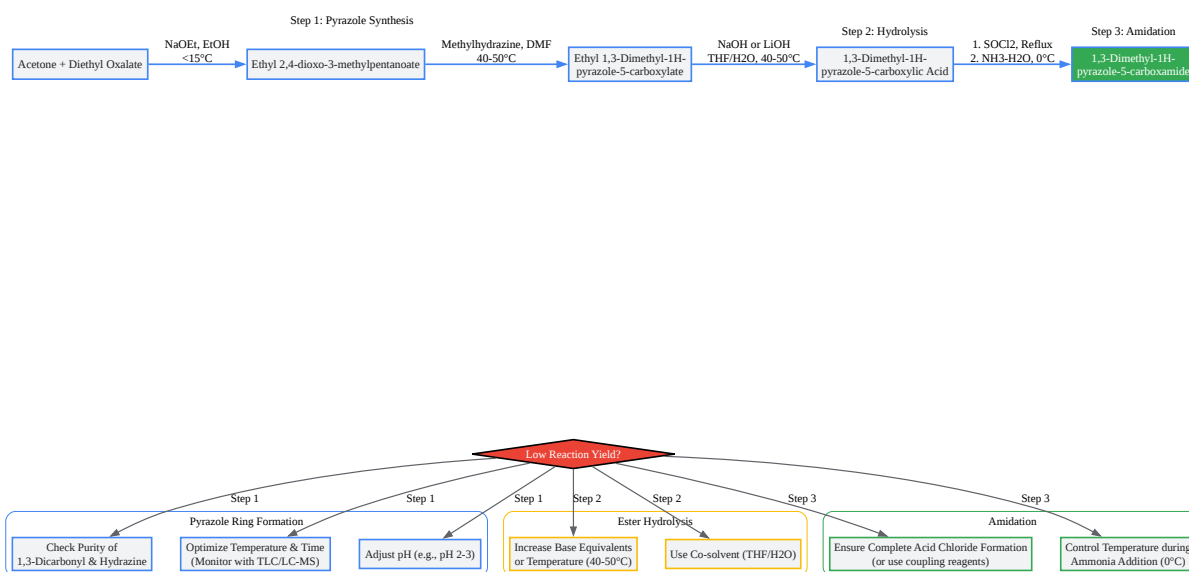 Step 1: Pyrazole Synthesis
Step 2: Hydrolysis
Step 3: Amidation
Acetone + Diethyl Oxalate
NaOEt, EtOH
<15°C
Ethyl 2,4-dioxo-3-methylpentanoate
Methylhydrazine, DMF
40-50°C
Ethyl 1,3-Dimethyl-1H-
pyrazole-5-carboxylate
NaOH or LiOH
THF/H2O, 40-50°C
1,3-Dimethyl-1H-
pyrazole-5-carboxylic Acid
1. SOCl2, Reflux
2. NH3-H2O, 0°C
1,3-Dimethyl-1H-
pyrazole-5-carboxamide
Low Reaction Yield?
Step 1
Step 1
Step 1
Step 2
Step 2
Step 3
Step 3
Pyrazole Ring Formation
Check Purity of
1,3-Dicarbonyl & Hydrazine
Optimize Temperature & Time
(Monitor with TLC/LC-MS)
Adjust pH (e.g., pH 2-3)
Ester Hydrolysis
Increase Base Equivalents
or Temperature (40-50°C)
Use Co-solvent (THF/H2O)
Amidation
Ensure Complete Acid Chloride Formation
(or use coupling reagents)
Control Temperature during
Ammonia Addition (0°C)